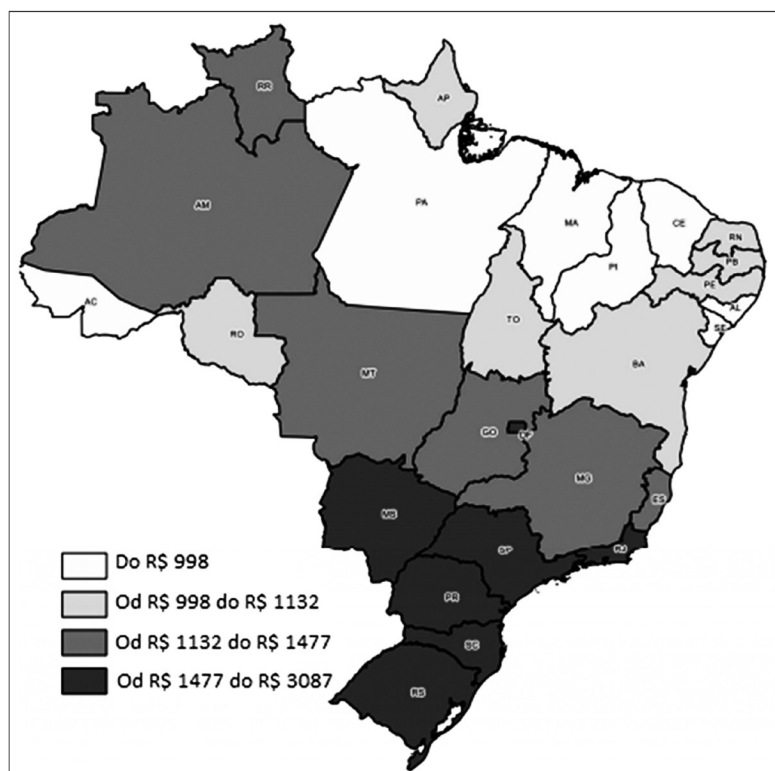 RR
AP
AM
PA
MA
CE
RN
PB
PI
PE
AC
AL
SE
RO
TO
BA
MT
GO
DF
MG
ES
MS
SP
RJ
PR
SC
RS
Do R$ 998
Od R$ 998 do R$ 1132
Od R$ 1132 do R$ 1477
Od R$ 1477 do R$ 3087